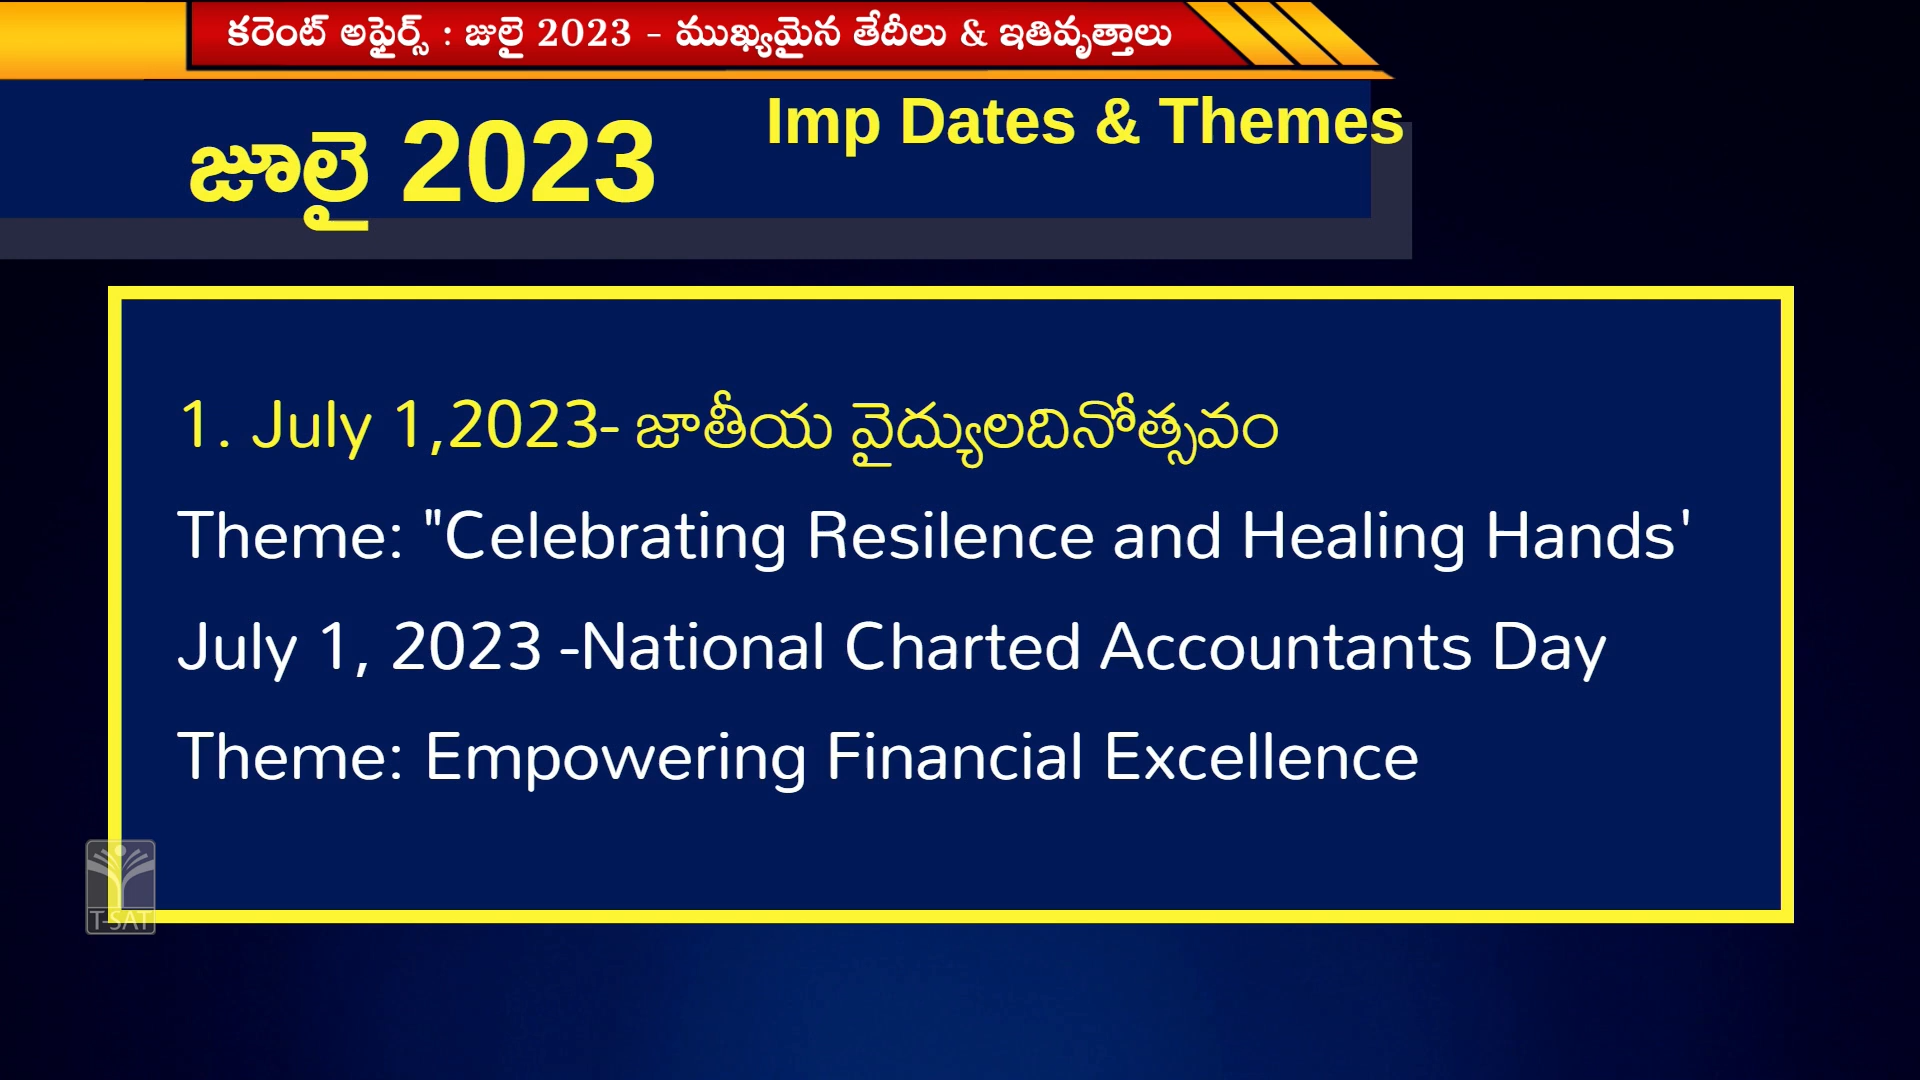 కరెంట్ అఫ్ఫైర్స్ : జులై 2023 - ముఖ్యమైన తేదీలు & ఇతివృత్తాలు
Imp Dates & Themes
జూలై 2023
1. July 1,2023- జాతీయ వైద్యులదినోత్సవం
Theme: "Celebrating Resilence and Healing Hands'
July 1, 2023 -National Charted Accountants Day
Theme: Empowering Financial Excellence
T-SAT